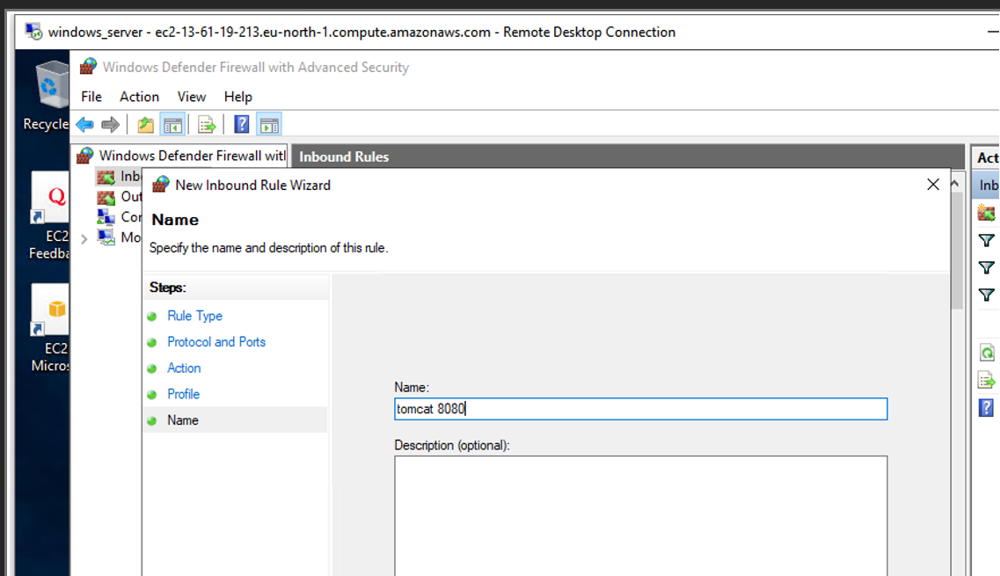 windows_server - ec2-13-61-19-213.eu-north-1.compute.amazonaws.com - Remote Desktop Connection
Windows Defender Firewall with Advanced Security
File Action View Help
Recycle
Windows Defender Firewall witl
Inbound Rules
Act
Inb
Out
Cor
Mo
Inb
New Inbound Rule Wizard
Name
Specify the name and description of this rule.
Steps:
Rule Type
Protocol and Ports
Action
Profile
Name
Name:
tomcat 8080
Description (optional):
Q
EC2
Feedba
EC2
Micros